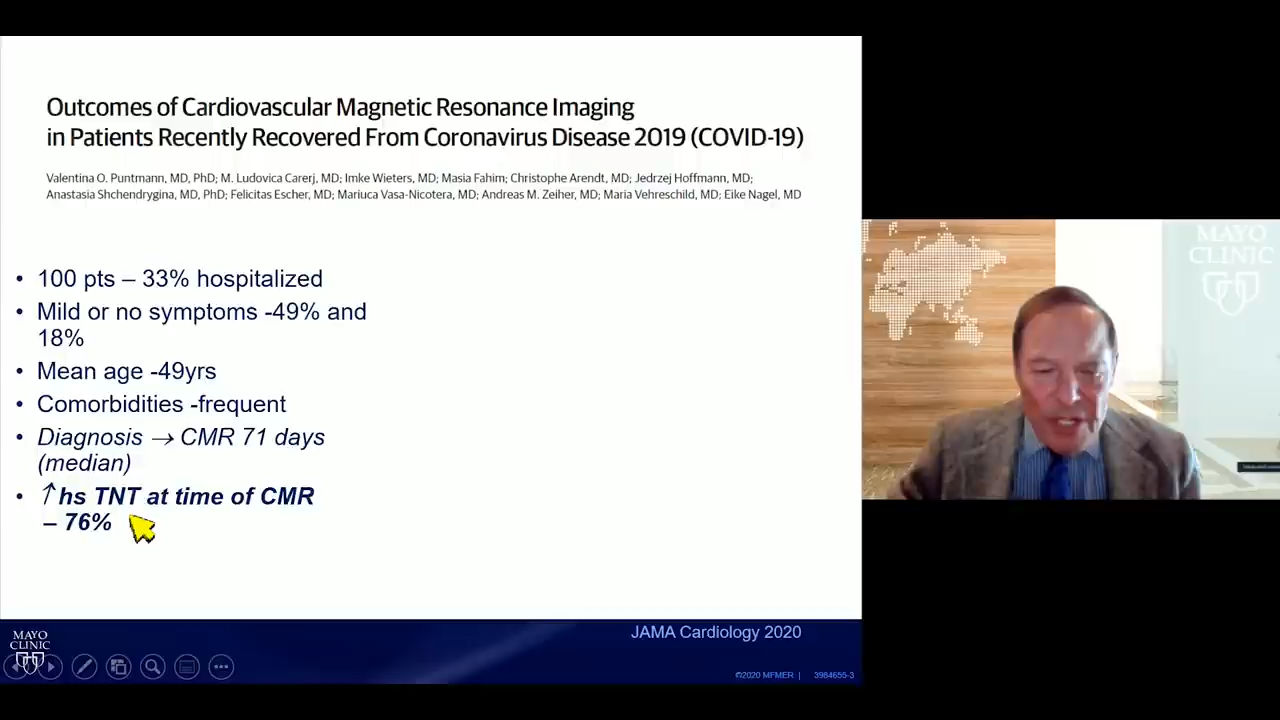 Outcomes of Cardiovascular Magnetic Resonance Imaging
in Patients Recently Recovered From Coronavirus Disease 2019 (COVID-19)
Valentina O. Puntmann, MD, PhD; M. Ludovica Carerj, MD; Imke Wieters, MD; Masia Fahim; Christophe Arendt, MD; Jedrzej Hoffmann, MD;
Anastasia Shchendrygina, MD, PhD; Felicitas Escher, MD; Mariuca Vasa-Nicotera, MD; Andreas M. Zeiher, MD; Maria Vehreschild, MD; Eike Nagel, MD
• 100 pts – 33% hospitalized
• Mild or no symptoms -49% and
18%
• Mean age -49yrs
• Comorbidities -frequent
• Diagnosis → CMR 71 days
(median)
• ↑ hs TNT at time of CMR
– 76%
MAYO
CLINIC
JAMA Cardiology 2020
©2020 MFMER | 3984655-3
MAYO
CLINIC